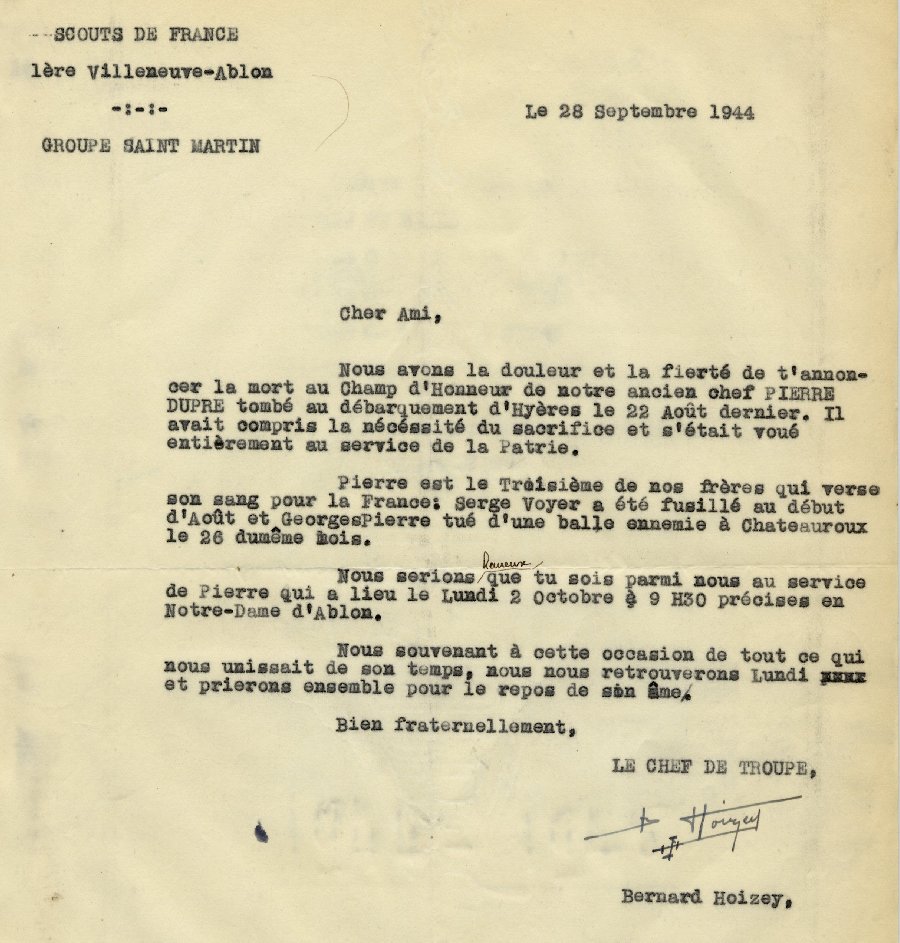 SCOUTS DE FRANCE
1ère Villeneuve-Ablon
-:-:-
GROUPE SAINT MARTIN
Le 28 Septembre 1944
Cher Ami,
Nous avons la douleur et la fierté de t'annon-
cer la mort au Champ d'Honneur de notre ancien chef PIERRE
DUPRE tombé au débarquement d'Hyères le 22 Août dernier. Il
avait compris la nécéssité du sacrifice et s'était voué
entièrement au service de la Patrie.
Pierre est le Troisième de nos frères qui verse
son sang pour la France: Serge Voyer a été fusillé au début
d'Août et GeorgesPierre tué d'une balle ennemie à Chateauroux
le 26 dumême mois.
heureux
Nous serions que tu sois parmi nous au service
de Pierre qui a lieu le Lundi 2 Octobre à 9 H30 précises en
Notre-Dame d'Ablon.
Nous souvenant à cette occasion de tout ce qui
nous unissait de son temps, nous nous retrouverons Lundi xxxx
et prierons ensemble pour le repos de son âme.
Bien fraternellement,
LE CHEF DE TROUPE,
B Hoizey
Bernard Hoizey,